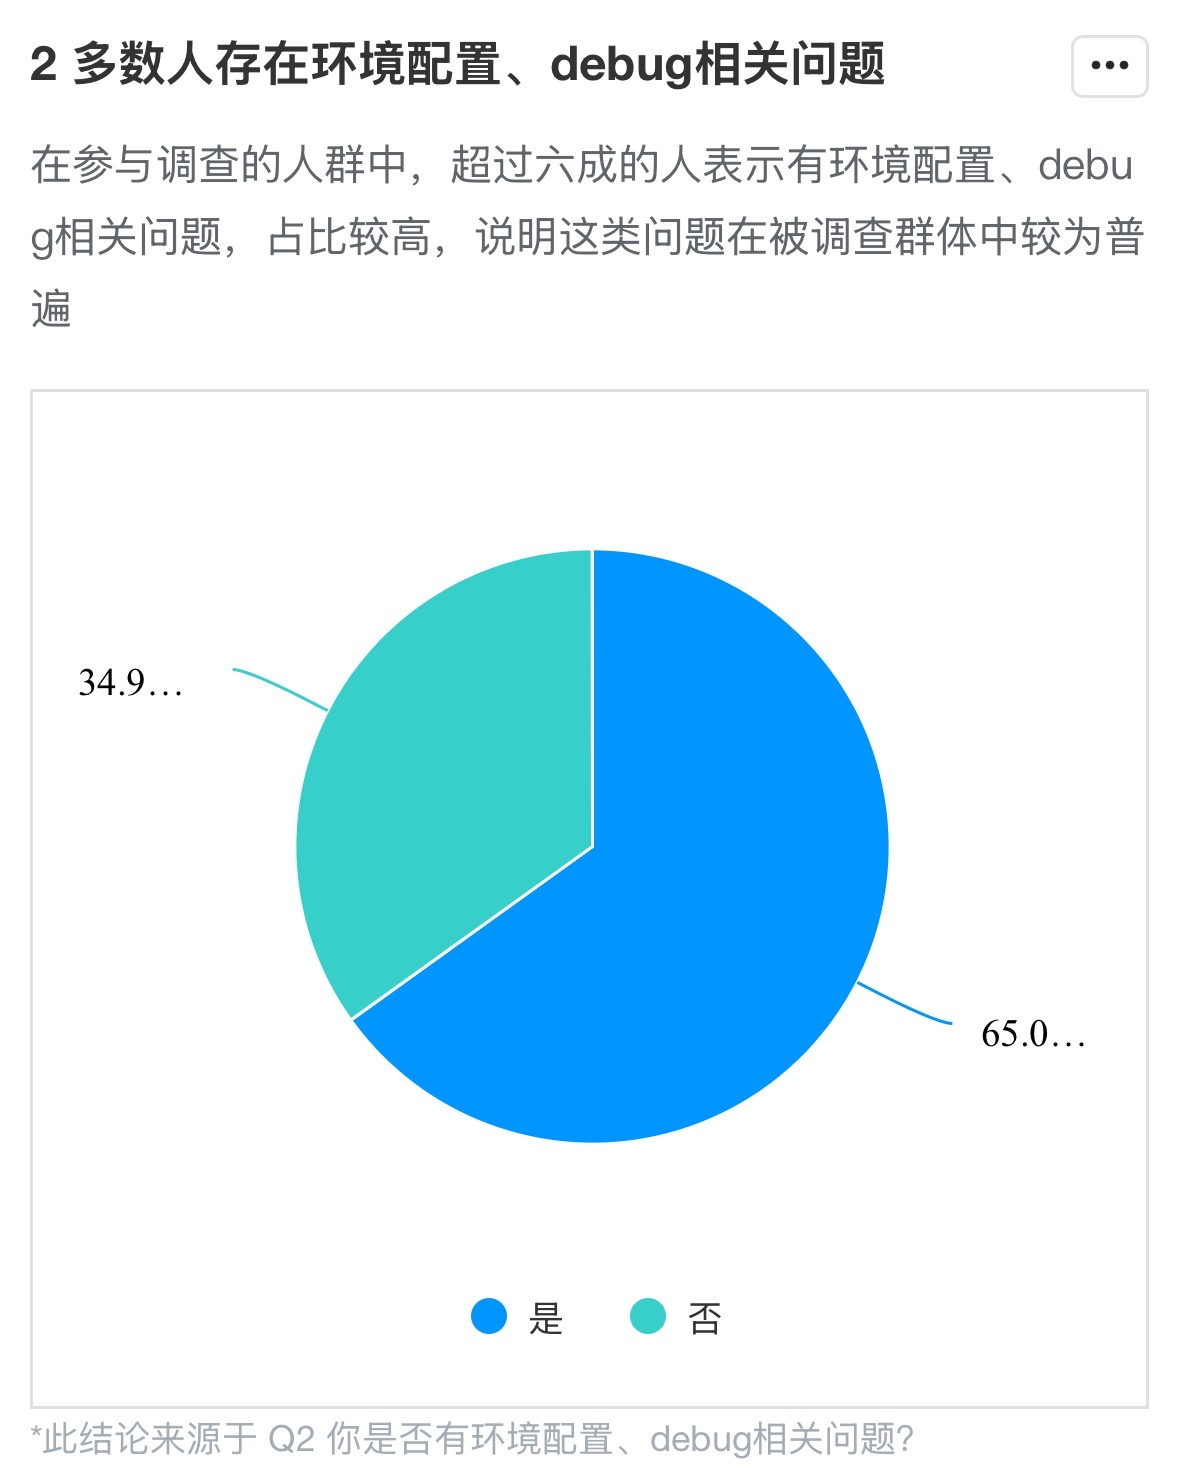 2 多数人存在环境配置、debug相关问题
在参与调查的人群中，超过六成的人表示有环境配置、debu
g相关问题，占比较高，说明这类问题在被调查群体中较为普
遍
34.9…
65.0…
是 否
*此结论来源于 Q2 你是否有环境配置、debug相关问题?